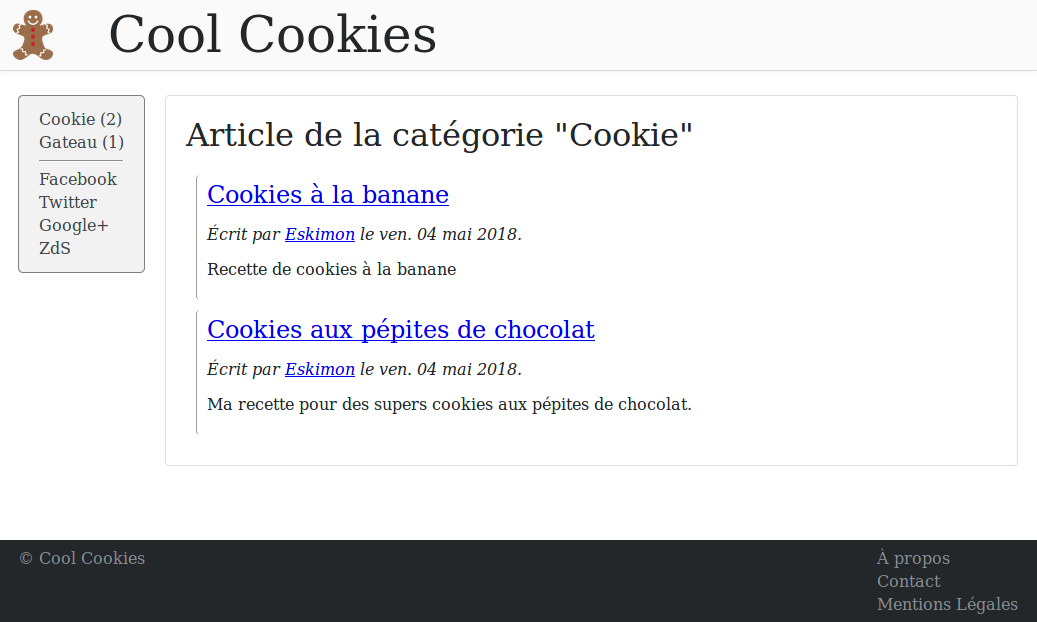 Cool Cookies
Cookie (2)
Gateau (1)
Facebook
Twitter
Google+
ZdS
Article de la catégorie "Cookie"
Cookies à la banane
Écrit par Eskimon le ven. 04 mai 2018.
Recette de cookies à la banane
Cookies aux pépites de chocolat
Écrit par Eskimon le ven. 04 mai 2018.
Ma recette pour des supers cookies aux pépites de chocolat.
© Cool Cookies
À propos
Contact
Mentions Légales